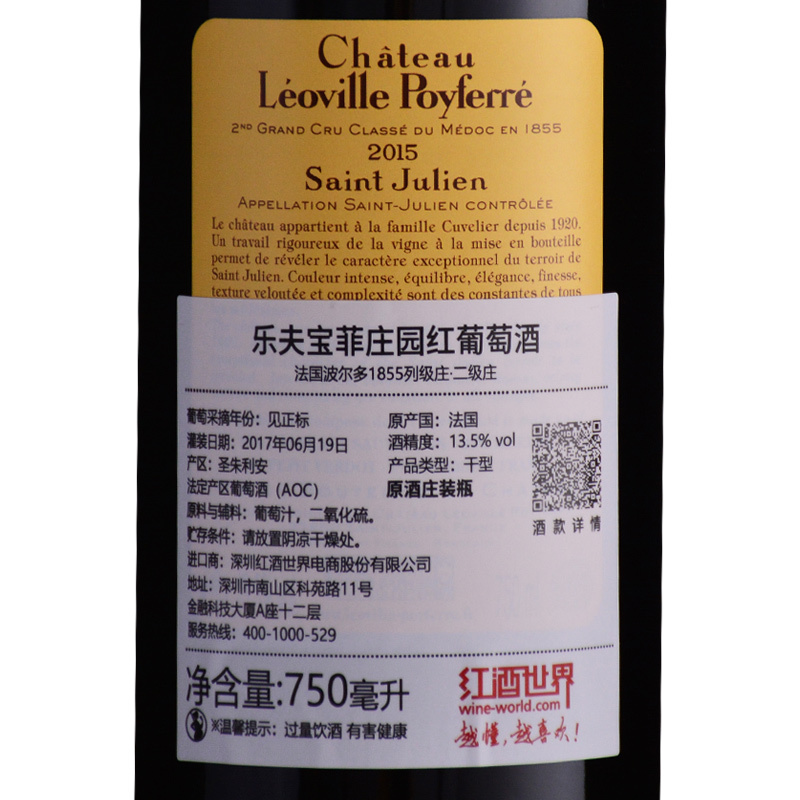 Château
Léoville Poyferré
2ND GRAND CRU CLASSÉ DU MÉDOC EN 1855
2015
Saint Julien
APPELLATION SAINT-JULIEN CONTRÔLÉE
Le château appartient à la famille Cuvelier depuis 1920.
Un travail rigoureux de la vigne à la mise en bouteille
permet de révéler le caractère exceptionnel du terroir de
Saint Julien. Couleur intense, équilibre, élégance, finesse,
texture veloutée et complexité sont des constantes de tous
乐夫宝菲庄园红葡萄酒
法国波尔多1855列级庄·二级庄
葡萄采摘年份：见正标
灌装日期：2017年06月19日
产区：圣朱利安
法定产区葡萄酒（AOC）
原料与辅料：葡萄汁，二氧化硫。
贮存条件：请放置阴凉干燥处。
进口商：深圳红酒世界电商股份有限公司
地址：深圳市南山区科苑路11号
金融科技大厦A座十二层
服务热线：400-1000-529
原产国：法国
酒精度：13.5% vol
产品类型：干型
原酒庄装瓶
酒款详情
净含量:750毫升
※温馨提示：过量饮酒 有害健康
红酒世界
wine-world.com
越懂，越喜欢！